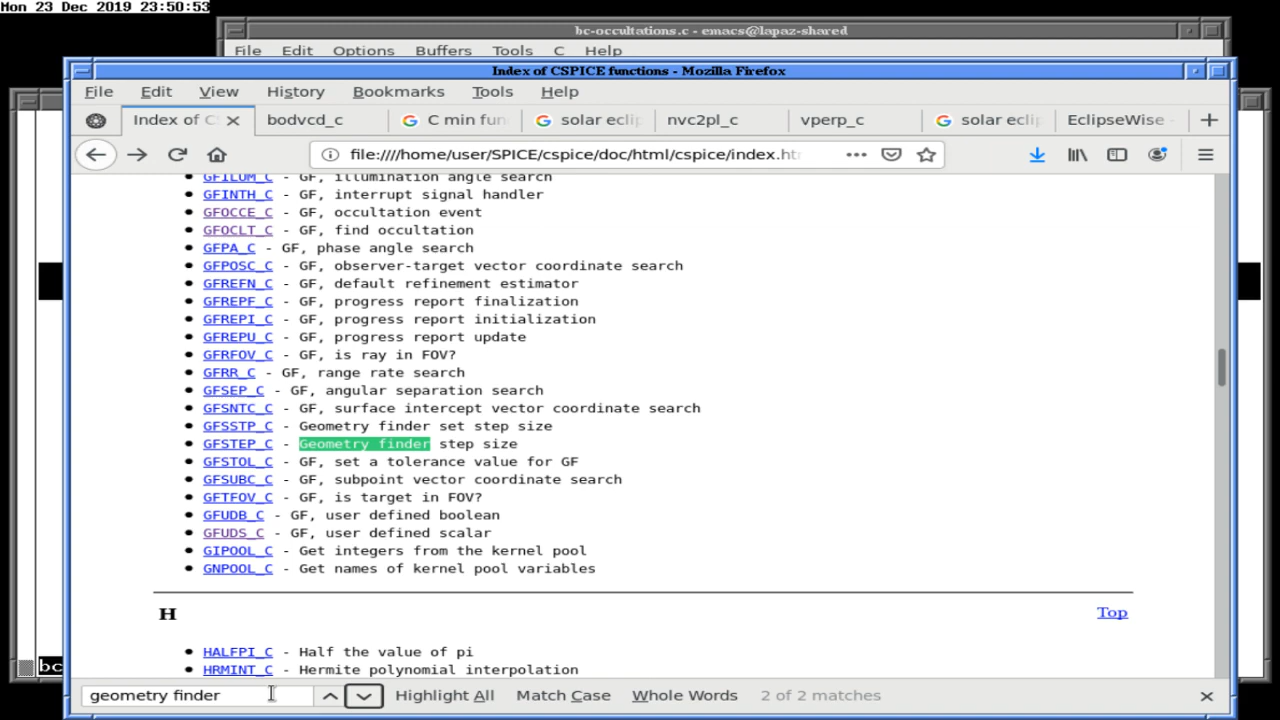 Mon 23 Dec 2019 23:50:53
bc-occultations.c - emacs@lapaz-shared
File Edit Options Buffers Tools C Help
Index of CSPICE functions - Mozilla Firefox
File Edit View History Bookmarks Tools Help
Index of C bodvcd_c C min fun solar eclip nvc2pl_c vperp_c solar eclip EclipseWise -
file:////home/user/SPICE/cspice/doc/html/cspice/index.ht
GFILUM_C - GF, illumination angle search
GFINTH_C - GF, interrupt signal handler
GFOCCE_C - GF, occultation event
GFOCLT_C - GF, find occultation
GFPA_C - GF, phase angle search
GFPOSC_C - GF, observer-target vector coordinate search
GFREFN_C - GF, default refinement estimator
GFREPF_C - GF, progress report finalization
GFREPI_C - GF, progress report initialization
GFREPU_C - GF, progress report update
GFRFOV_C - GF, is ray in FOV?
GFRR_C - GF, range rate search
GFSEP_C - GF, angular separation search
GFSNTC_C - GF, surface intercept vector coordinate search
GFSSTP_C - Geometry finder set step size
GFSTEP_C - Geometry finder step size
GFSTOL_C - GF, set a tolerance value for GF
GFSUBC_C - GF, subpoint vector coordinate search
GFTFOV_C - GF, is target in FOV?
GFUDB_C - GF, user defined boolean
GFUDS_C - GF, user defined scalar
GIPOOL_C - Get integers from the kernel pool
GNPOOL_C - Get names of kernel pool variables
H Top
HALFPI_C - Half the value of pi
HRMINT_C - Hermite polynomial interpolation
bc
geometry finder Highlight All Match Case Whole Words 2 of 2 matches